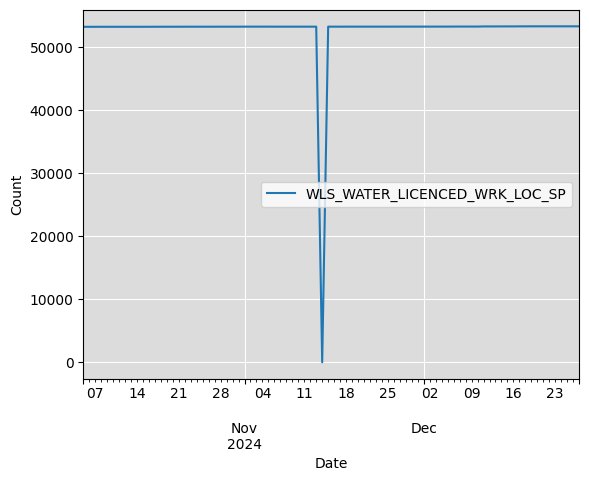 50000
40000
30000
20000
10000
0
Count
WLS_WATER_LICENCED_WRK_LOC_SP
07 14 21 28 04 11 18 25 02 09 16 23
Nov Dec
2024
Date